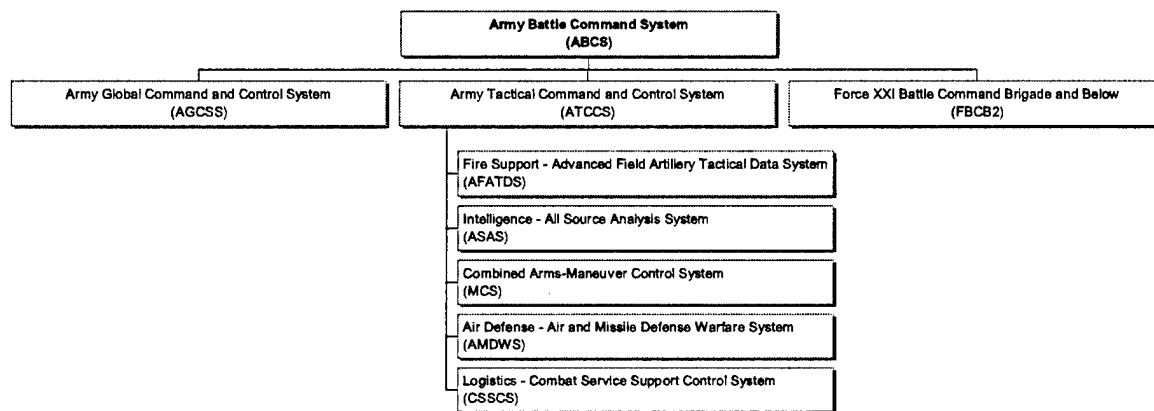 Army Battle Command System
(ABCS)
Army Global Command and Control System
(AGCSS)
Army Tactical Command and Control System
(ATCCS)
Force XXI Battle Command Brigade and Below
(FBCB2)
Fire Support - Advanced Field Artillery Tactical Data System
(AFATDS)
Intelligence - All Source Analysis System
(ASAS)
Combined Arms-Maneuver Control System
(MCS)
Air Defense - Air and Missile Defense Warfare System
(AMDWS)
Logistics - Combat Service Support Control System
(CSSCS)